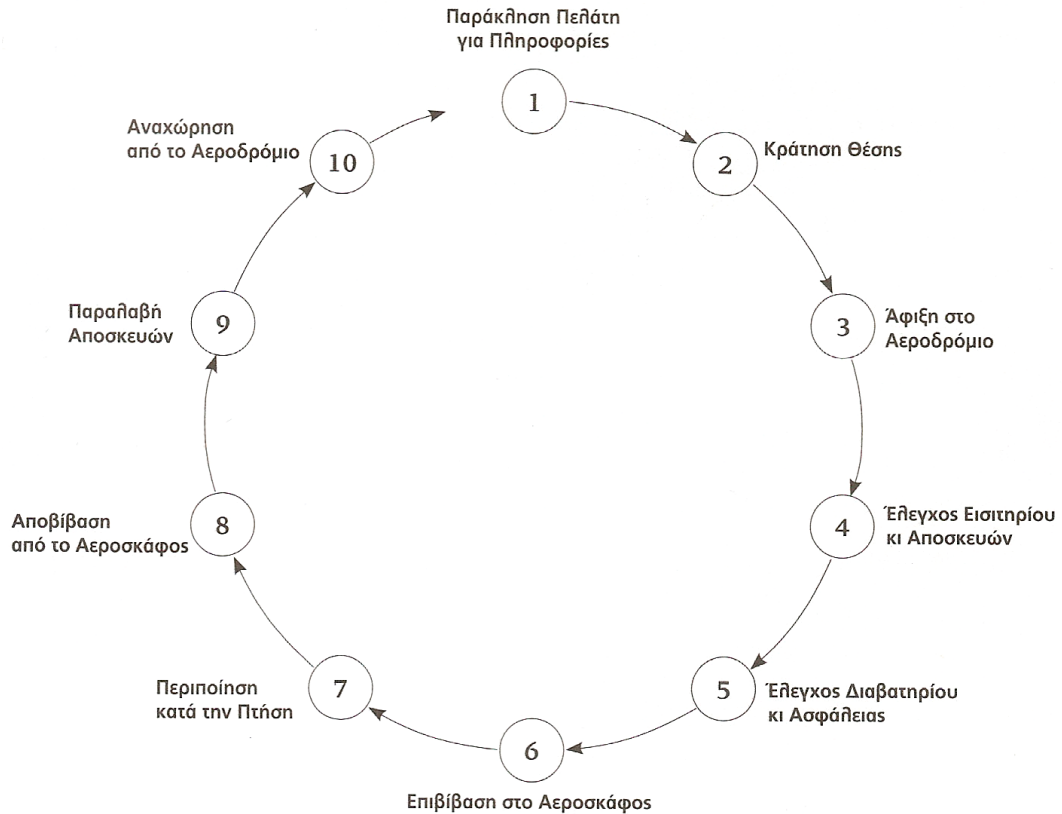 Παράκληση Πελάτη
για Πληροφορίες
1
2
Κράτηση Θέσης
3
Άφιξη στο
Αεροδρόμιο
4
Έλεγχος Εισιτηρίου
κι Αποσκευών
5
Έλεγχος Διαβατηρίου
κι Ασφάλειας
6
Επιβίβαση στο Αεροσκάφος
7
Περιποίηση
κατά την Πτήση
8
Αποβίβαση
από το Αεροσκάφος
9
Παραλαβή
Αποσκευών
10
Αναχώρηση
από το Αεροδρόμιο